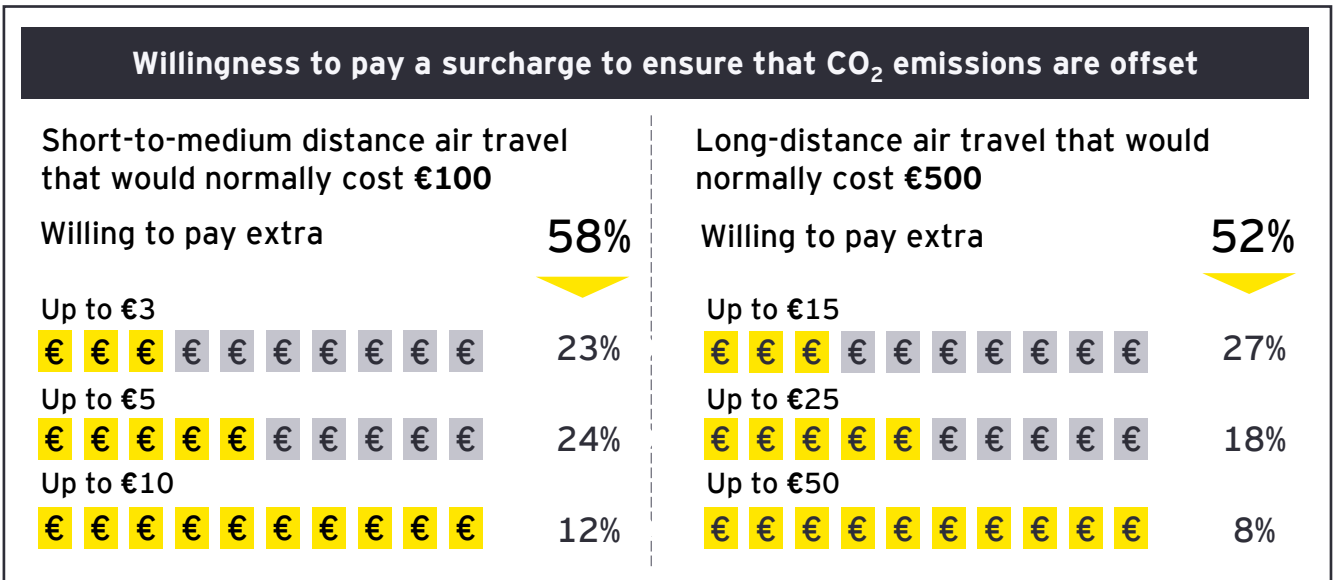 Willingness to pay a surcharge to ensure that CO₂ emissions are offset
Short-to-medium distance air travel
that would normally cost €100
Willing to pay extra 58%
Up to €3
€ € € € € € € € € € 23%
Up to €5
€ € € € € € € € € € 24%
Up to €10
€ € € € € € € € € € 12%
Long-distance air travel that would
normally cost €500
Willing to pay extra 52%
Up to €15
€ € € € € € € € € € 27%
Up to €25
€ € € € € € € € € € 18%
Up to €50
€ € € € € € € € € € 8%